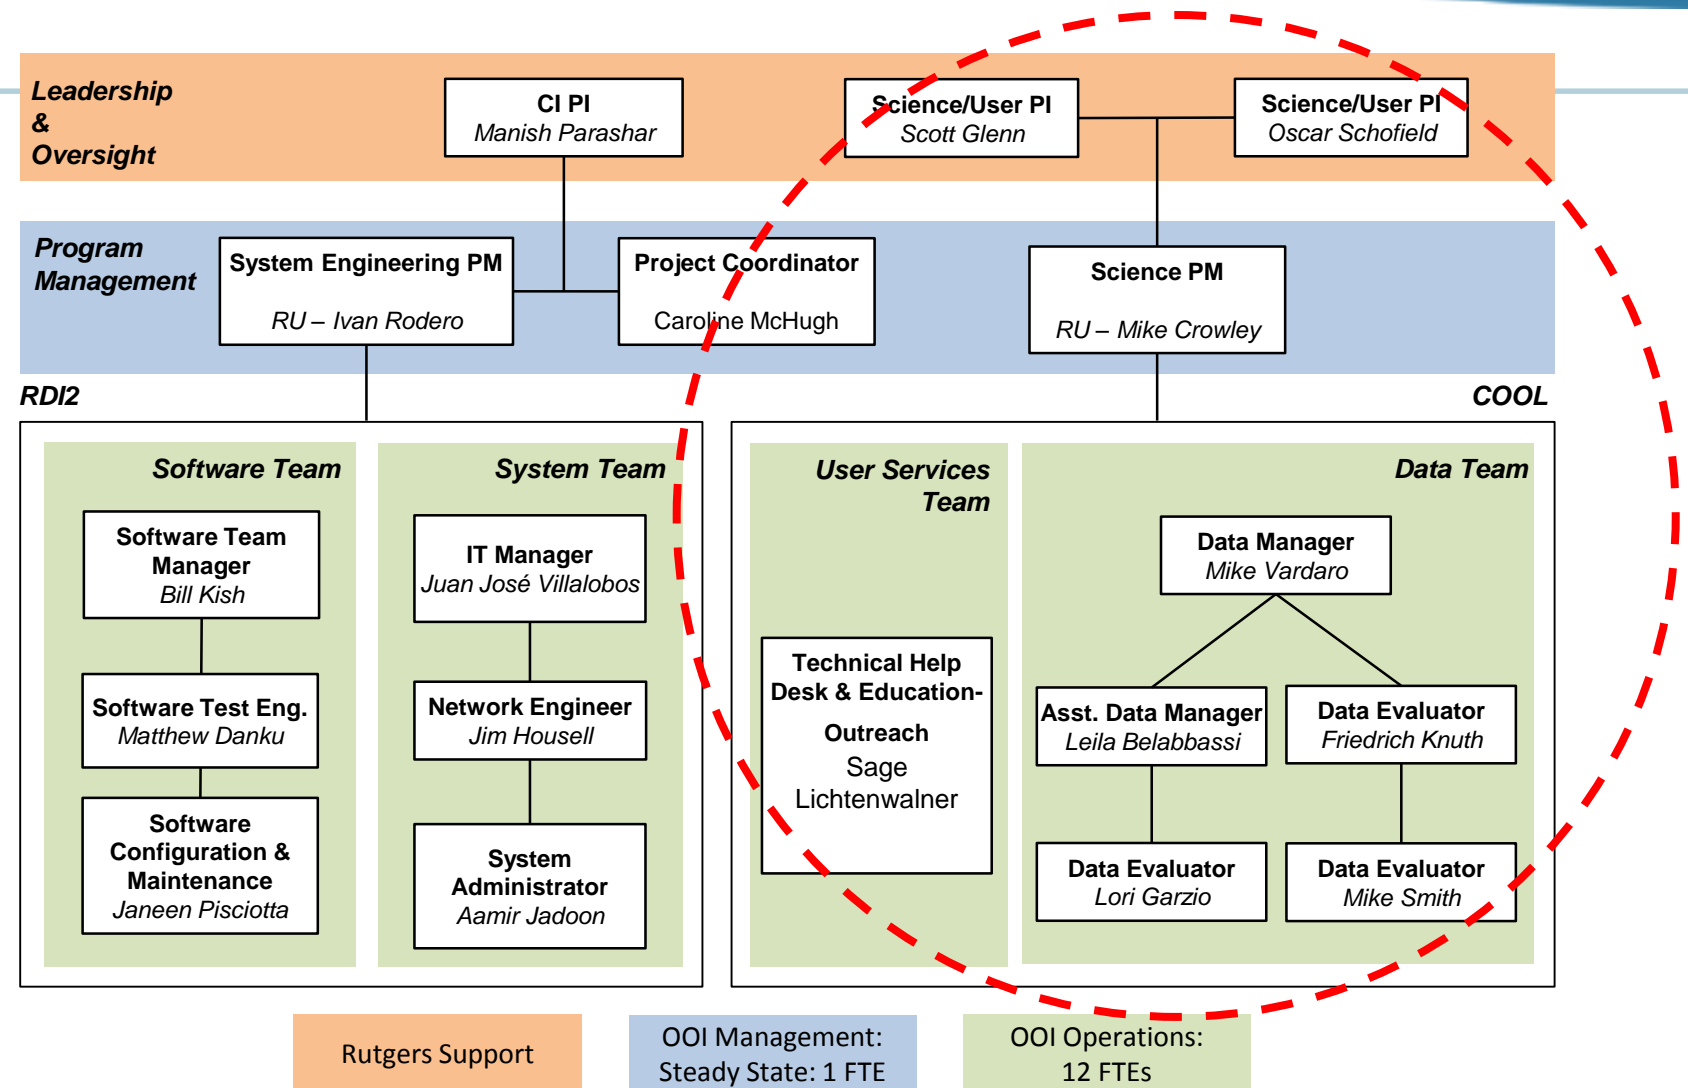 Leadership
&
Oversight
CI PI
Manish Parashar
Science/User PI
Scott Glenn
Science/User PI
Oscar Schofield
Program
Management
System Engineering PM
RU – Ivan Rodero
Project Coordinator
Caroline McHugh
Science PM
RU – Mike Crowley
RDI2
COOL
Software Team
Software Team
Manager
Bill Kish
Software Test Eng.
Matthew Danku
Software
Configuration &
Maintenance
Janeen Pisciotta
System Team
IT Manager
Juan José Villalobos
Network Engineer
Jim Housell
System
Administrator
Aamir Jadoon
User Services
Team
Technical Help
Desk & Education-
Outreach
Sage
Lichtenwalner
Data Team
Data Manager
Mike Vardaro
Asst. Data Manager
Leila Belabbassi
Data Evaluator
Friedrich Knuth
Data Evaluator
Lori Garzio
Data Evaluator
Mike Smith
Rutgers Support
OOI Management:
Steady State: 1 FTE
OOI Operations:
12 FTEs